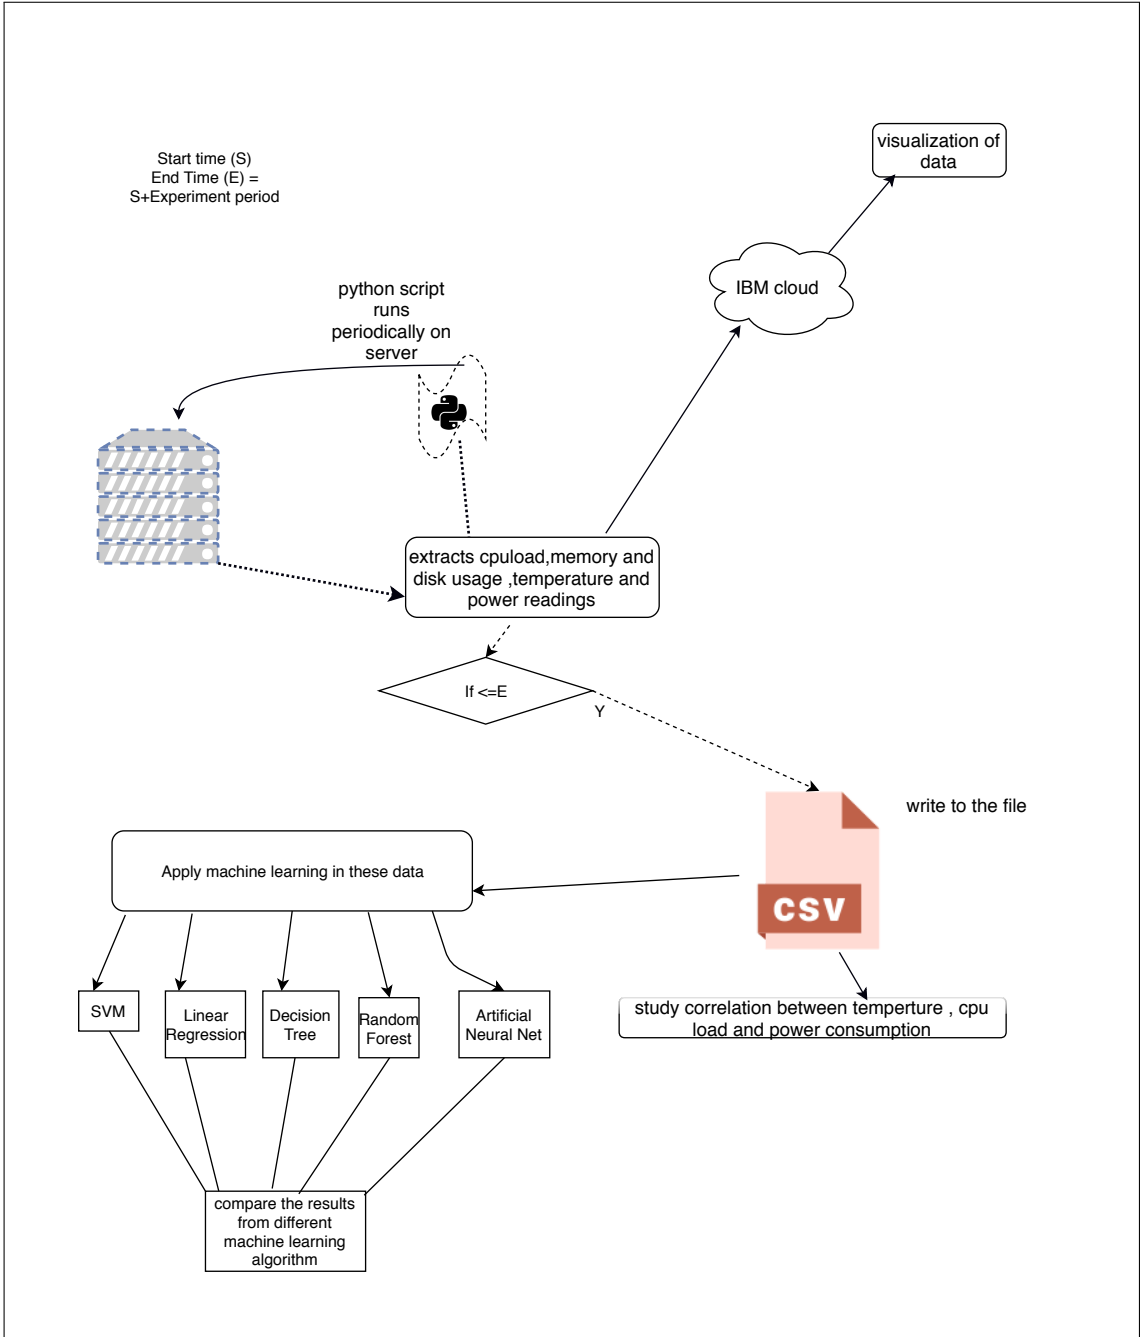 visualization of
data
Start time (S)
End Time (E) =
S+Experiment period
IBM cloud
python script
runs
periodically on
server
extracts cpuload,memory and
disk usage ,temperature and
power readings
If <=E
Y
write to the file
CSV
Apply machine learning in these data
study correlation between temperture , cpu
load and power consumption
SVM
Linear
Regression
Decision
Tree
Random
Forest
Artificial
Neural Net
compare the results
from different
machine learning
algorithm